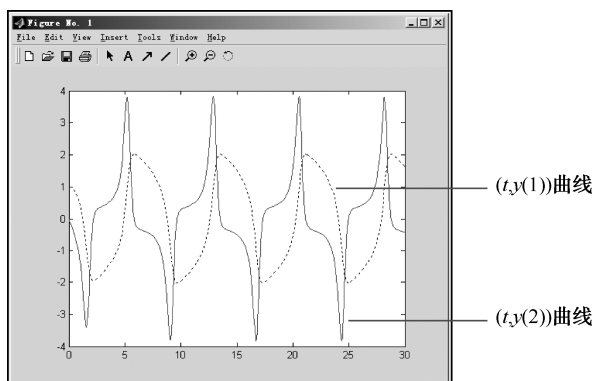 Figure No. 1
File Edit View Insert Tools Window Help
4
3
2
1
0
-1
-2
-3
-4
0 5 10 15 20 25 30
(t,y(1))曲线
(t,y(2))曲线